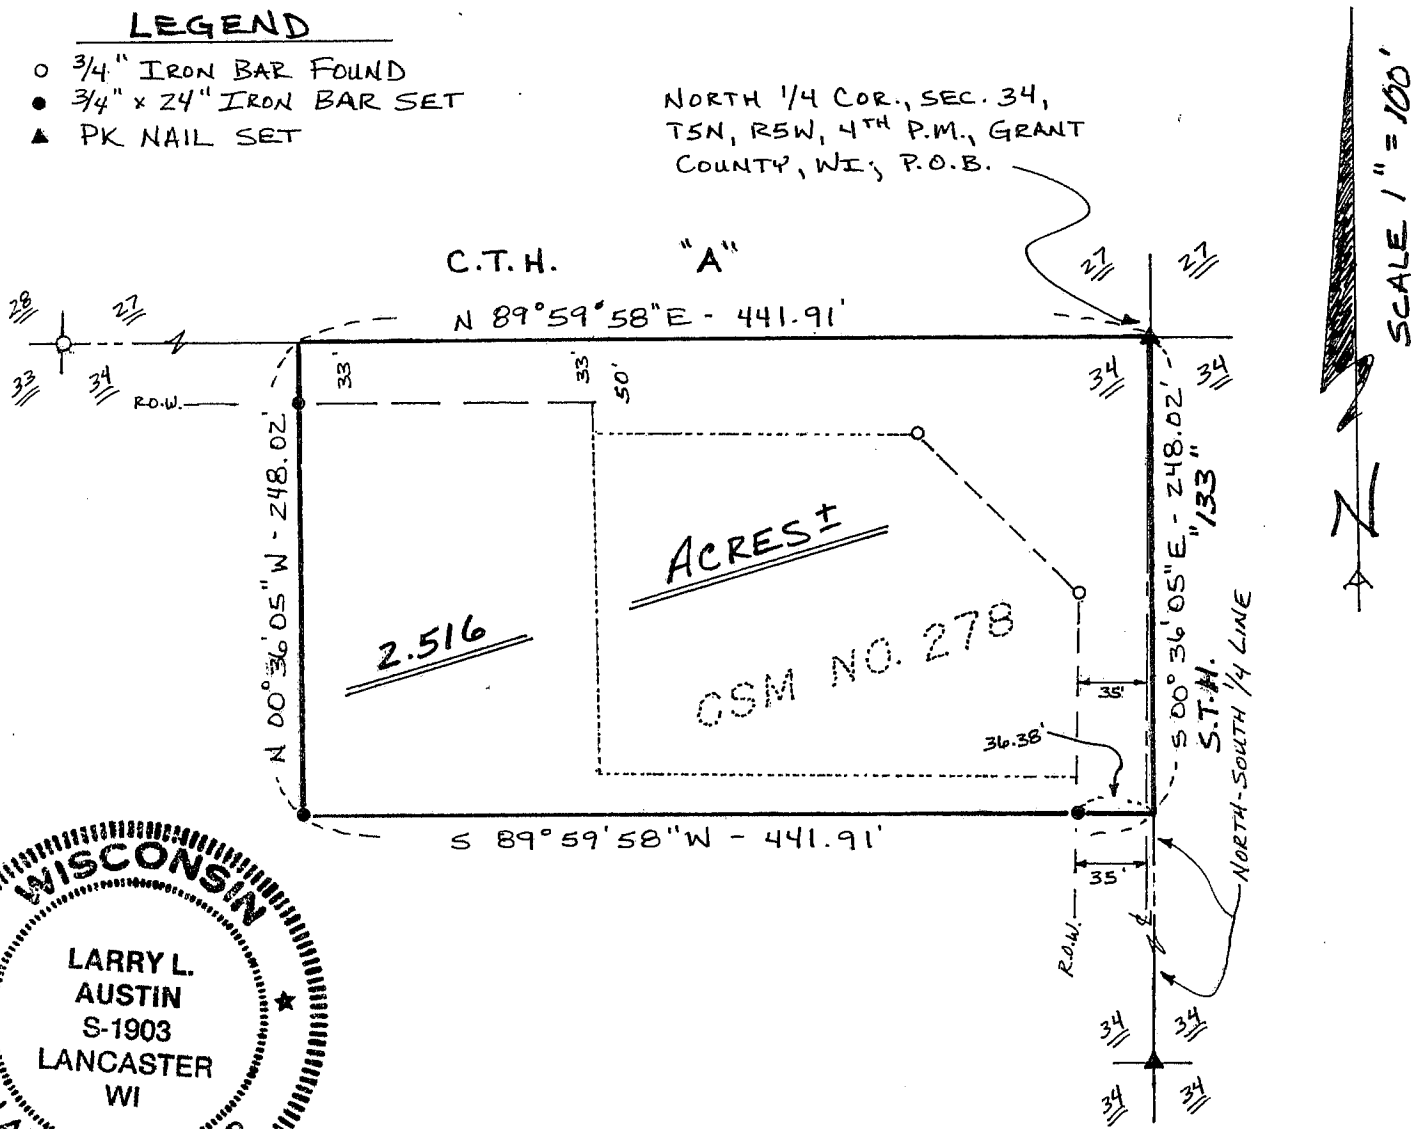 LEGEND
3/4" IRON BAR FOUND
3/4" x 24" IRON BAR SET
PK NAIL SET
NORTH 1/4 COR., SEC. 34,
T5N, R5W, 4TH P.M., GRANT
COUNTY, WI; P.O.B.
SCALE 1" = 100'
N
C.T.H. "A"
27
27
28
27
N 89°59'58"E - 441.91'
33
34
34
34
R.O.W.
33'
33'
50'
N 00°36'05"W - 248.02'
S 00°36'05"E - 248.02'
S.T.H. "133"
NORTH-SOUTH 1/4 LINE
2.516
ACRES ±
CSM NO. 278
35'
36.38'
S 89°59'58"W - 441.91'
35'
R.O.W.
34
34
34
34
WISCONSIN
LARRY L.
AUSTIN
S-1903
LANCASTER
WI